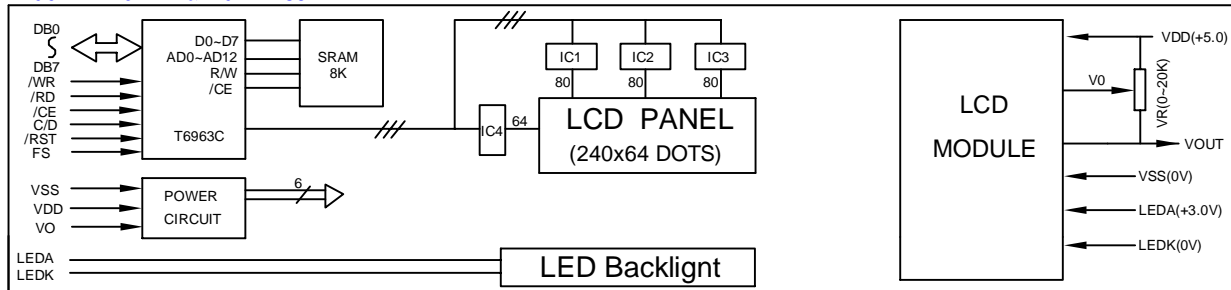 DB0
DB7
/WR
/RD
/CE
C/D
/RST
FS
D0~D7
AD0~AD12
R/W
/CE
T6963C
SRAM
8K
IC1
IC2
IC3
80
80
80
IC4
64
LCD PANEL
(240x64 DOTS)
VSS
VDD
VO
POWER
CIRCUIT
6
LEDA
LEDK
LED Backlignt
LCD
MODULE
VDD(+5.0)
V0
VR(0~20K)
VOUT
VSS(0V)
LEDA(+3.0V)
LEDK(0V)